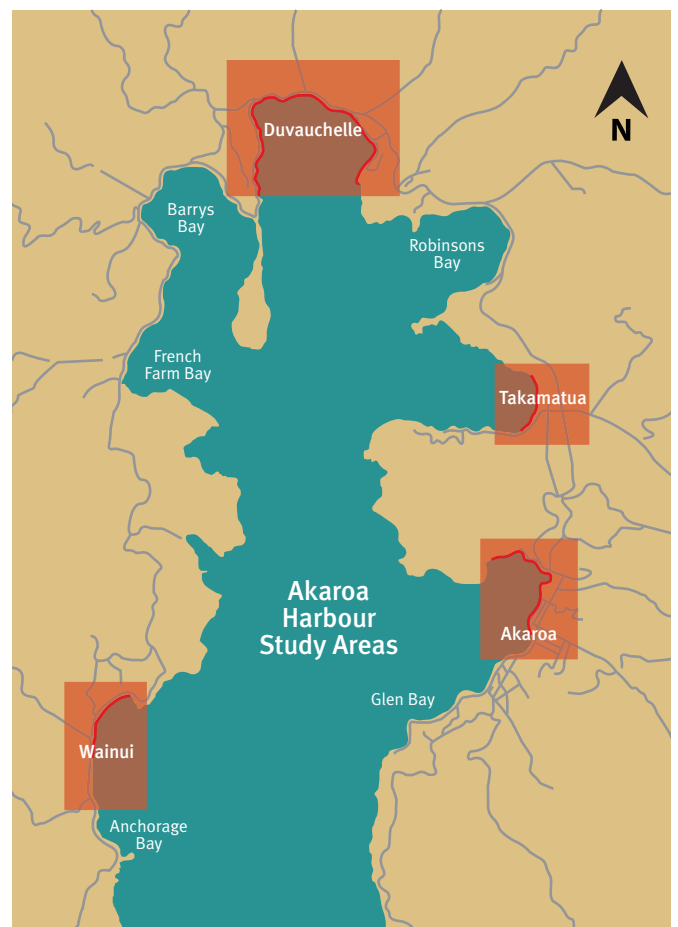 Duvauchelle
N
Barrys
Bay
Robinsons
Bay
French
Farm Bay
Takamatua
Akaroa
Harbour
Study Areas
Akaroa
Glen Bay
Wainui
Anchorage
Bay